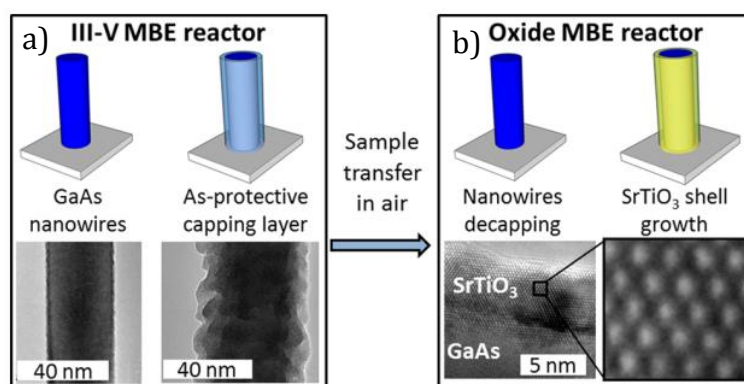 a)
III-V MBE reactor
GaAs
nanowires
As-protective
capping layer
40 nm
40 nm
Sample
transfer
in air
b)
Oxide MBE reactor
Nanowires
decapping
SrTiO₃ shell
growth
SrTiO₃
GaAs
5 nm